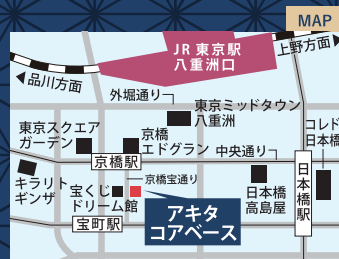 MAP
JR 東京駅
八重洲口
上野方面
品川方面
外堀通り
東京ミッドタウン
八重洲
東京スクエア
ガーデン
京橋
エドグラン
中央通り
コレド
日本橋
京橋駅
京橋宝通り
キラリト
ギンザ
宝くじ
ドリーム館
日本橋
高島屋
日本橋駅
宝町駅
アキタ
コアベース